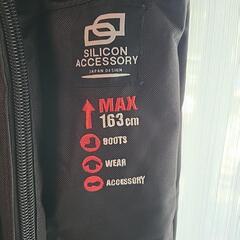 SILICON
ACCESSORY
JAPAN DESIGN
MAX
163cm
BOOTS
WEAR
ACCESSORY